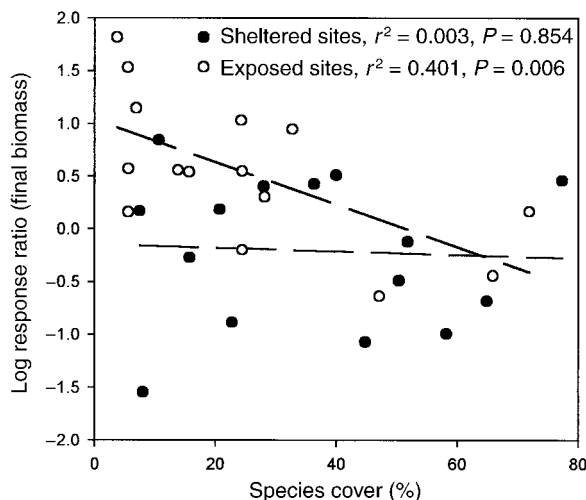 Sheltered sites, r² = 0.003, P = 0.854
Exposed sites, r² = 0.401, P = 0.006
Log response ratio (final biomass)
2.0
1.5
1.0
0.5
0.0
−0.5
−1.0
−1.5
−2.0
0 20 40 60 80
Species cover (%)